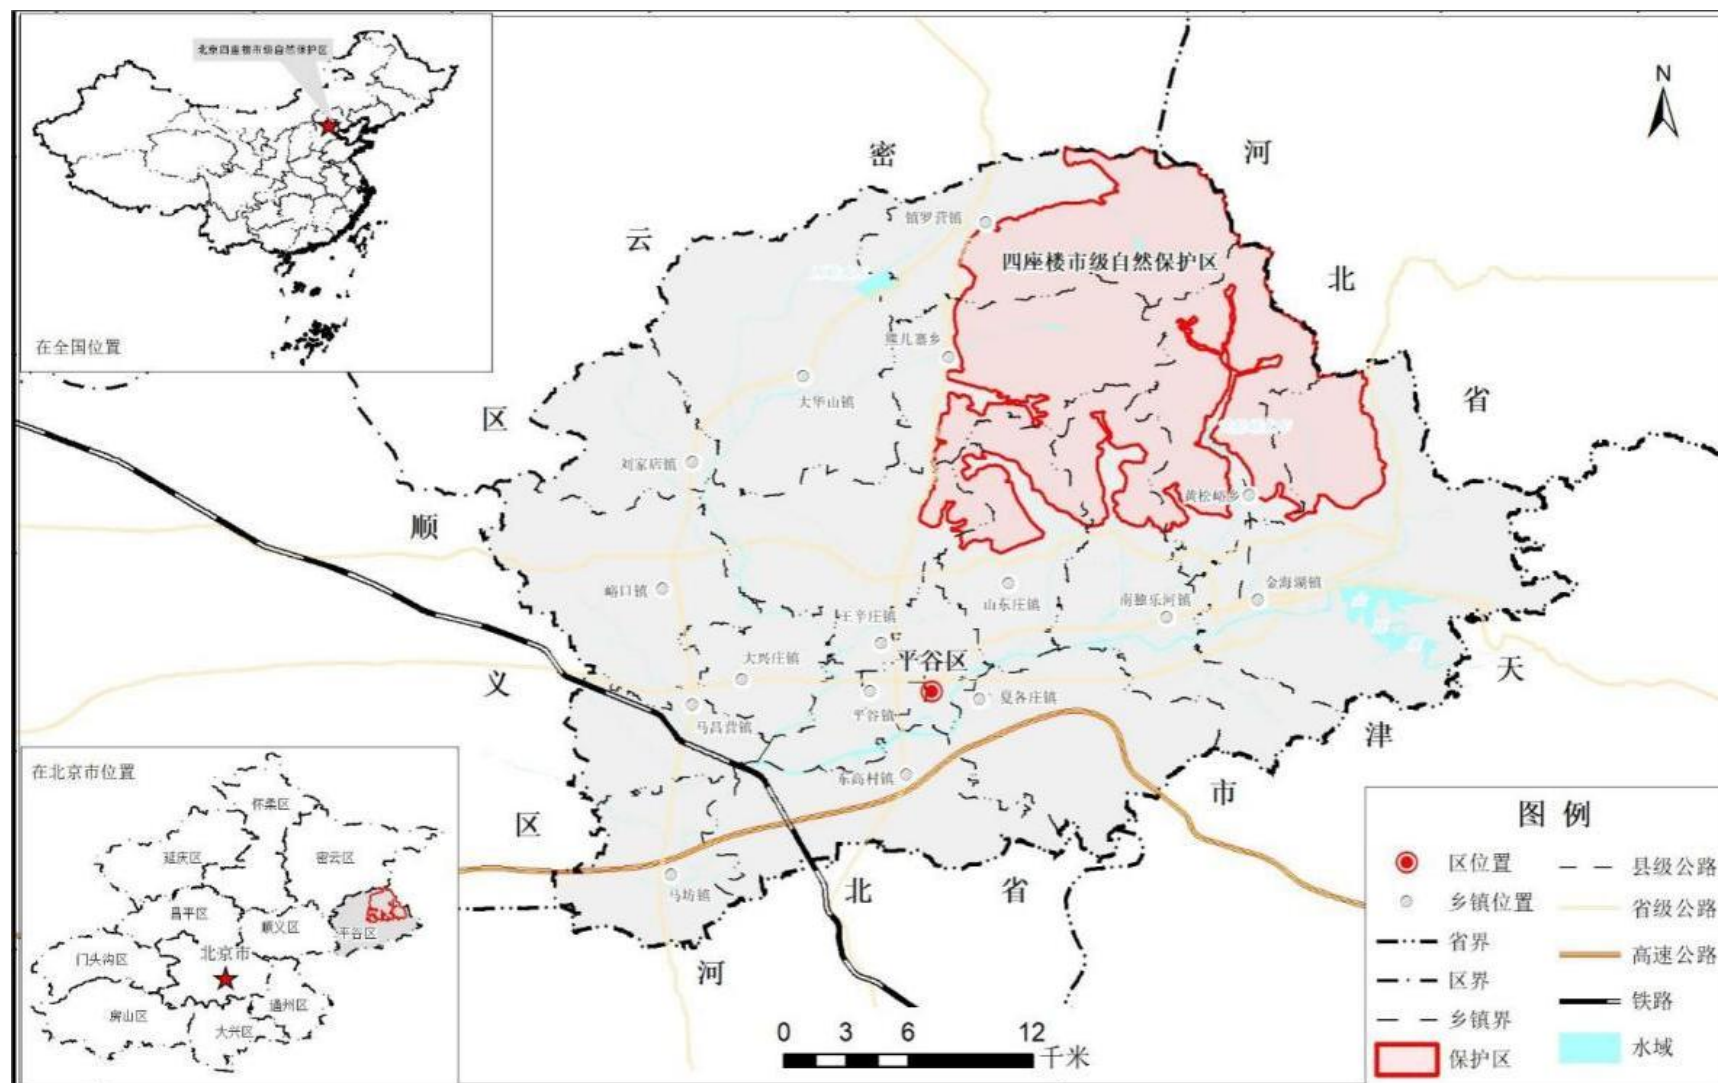 北京四座楼市级自然保护区
在全国位置
N
密
云
区
河
北
省
镇罗营镇
四座楼市级自然保护区
熊儿寨乡
大华山镇
刘家店镇
黄松峪乡
顺
义
区
峪口镇
山东庄镇
南独乐河镇
金海湖镇
王辛庄镇
大兴庄镇
平谷区
夏各庄镇
平谷镇
马昌营镇
东高村镇
马坊镇
天
津
市
河
北
省
在北京市位置
怀柔区
延庆区
密云区
昌平区
顺义区
平谷区
北京市
门头沟区
通州区
房山区
大兴区
图 例
区位置
乡镇位置
省界
区界
乡镇界
保护区
县级公路
省级公路
高速公路
铁路
水域
0 3 6 12
千米